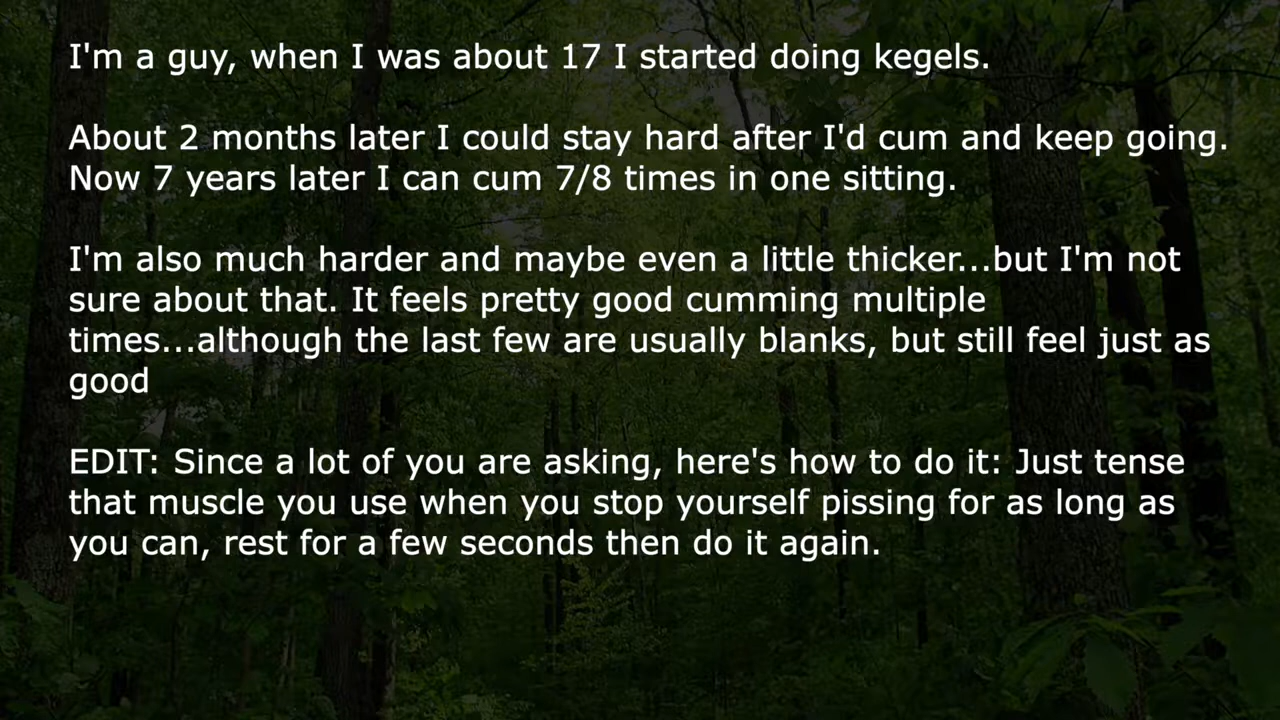 I'm a guy, when I was about 17 I started doing kegels.
About 2 months later I could stay hard after I'd cum and keep going.
Now 7 years later I can cum 7/8 times in one sitting.
I'm also much harder and maybe even a little thicker...but I'm not
sure about that. It feels pretty good cumming multiple
times...although the last few are usually blanks, but still feel just as
good
EDIT: Since a lot of you are asking, here's how to do it: Just tense
that muscle you use when you stop yourself pissing for as long as
you can, rest for a few seconds then do it again.